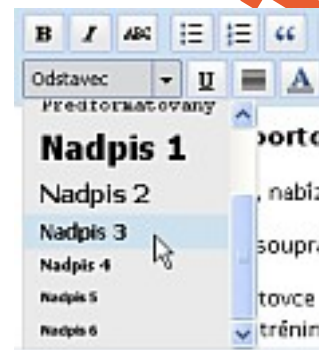 B I ABC
Odstavec U A
Předformátovaný
Nadpis 1
Nadpis 2
Nadpis 3
Nadpis 4
Nadpis 5
Nadpis 6
porto
, nabíz
soupra
tovce
trénin